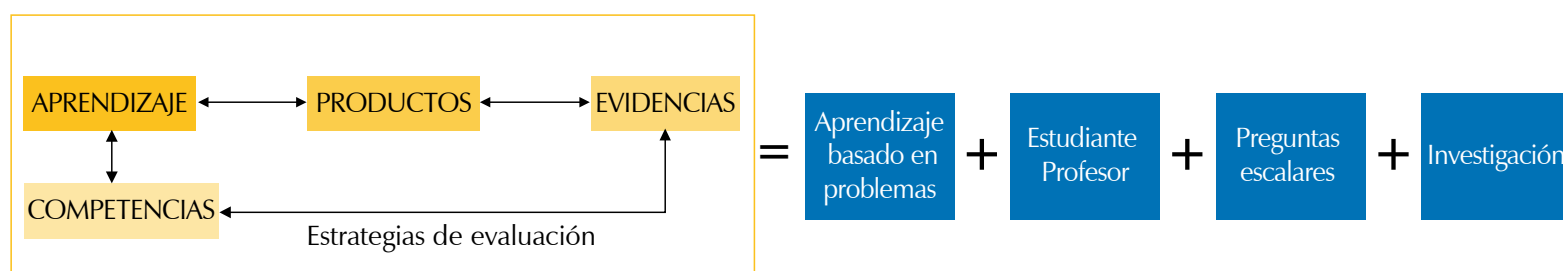 APRENDIZAJE
PRODUCTOS
EVIDENCIAS
COMPETENCIAS
Estrategias de evaluación
=
Aprendizaje
basado en
problemas
+
Estudiante
Profesor
+
Preguntas
escalares
+
Investigación